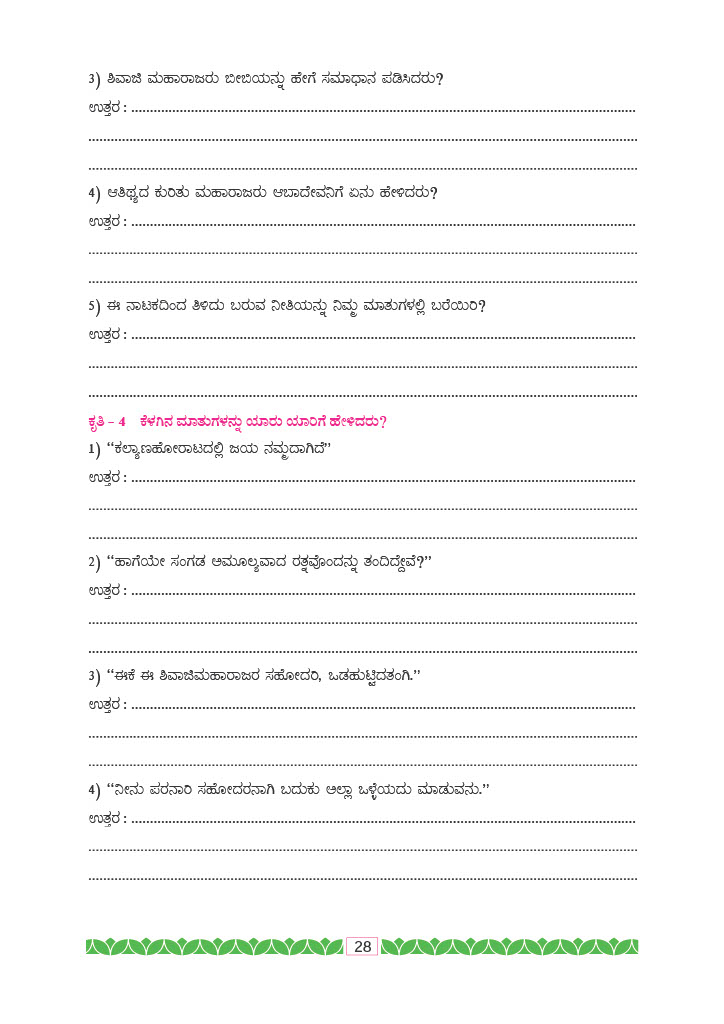 3) ಶಿವಾಜಿ ಮಹಾರಾಜರು ಬೀಬಿಯನ್ನು ಹೇಗೆ ಸಮಾಧಾನ ಪಡಿಸಿದರು?
ಉತ್ತರ : ..........................................................................................
..........................................................................................
..........................................................................................
4) ಆತಿಥ್ಯದ ಕುರಿತು ಮಹಾರಾಜರು ಆಬಾದೇವನಿಗೆ ಏನು ಹೇಳಿದರು?
ಉತ್ತರ : ..........................................................................................
..........................................................................................
..........................................................................................
5) ಈ ನಾಟಕದಿಂದ ತಿಳಿದು ಬರುವ ನೀತಿಯನ್ನು ನಿಮ್ಮ ಮಾತುಗಳಲ್ಲಿ ಬರೆಯಿರಿ?
ಉತ್ತರ : ..........................................................................................
..........................................................................................
..........................................................................................
ಕೃತಿ – 4 ಕೆಳಗಿನ ಮಾತುಗಳನ್ನು ಯಾರು ಯಾರಿಗೆ ಹೇಳಿದರು?
1) “ಕಲ್ಯಾಣಹೋರಾಟದಲ್ಲಿ ಜಯ ನಮ್ಮದಾಗಿದೆ”
ಉತ್ತರ : ..........................................................................................
..........................................................................................
..........................................................................................
2) “ಹಾಗೆಯೇ ಸಂಗಡ ಅಮೂಲ್ಯವಾದ ರತ್ನವೊಂದನ್ನು ತಂದಿದ್ದೇವೆ?”
ಉತ್ತರ : ..........................................................................................
..........................................................................................
..........................................................................................
3) “ಈಕೆ ಈ ಶಿವಾಜಿಮಹಾರಾಜರ ಸಹೋದರಿ, ಒಡಹುಟ್ಟಿದತಂಗಿ.”
ಉತ್ತರ : ..........................................................................................
..........................................................................................
..........................................................................................
4) “ನೀನು ಪರನಾರಿ ಸಹೋದರನಾಗಿ ಬದುಕು ಅಲ್ಲಾ ಒಳ್ಳೆಯದು ಮಾಡುವನು.”
ಉತ್ತರ : ..........................................................................................
..........................................................................................
..........................................................................................
28